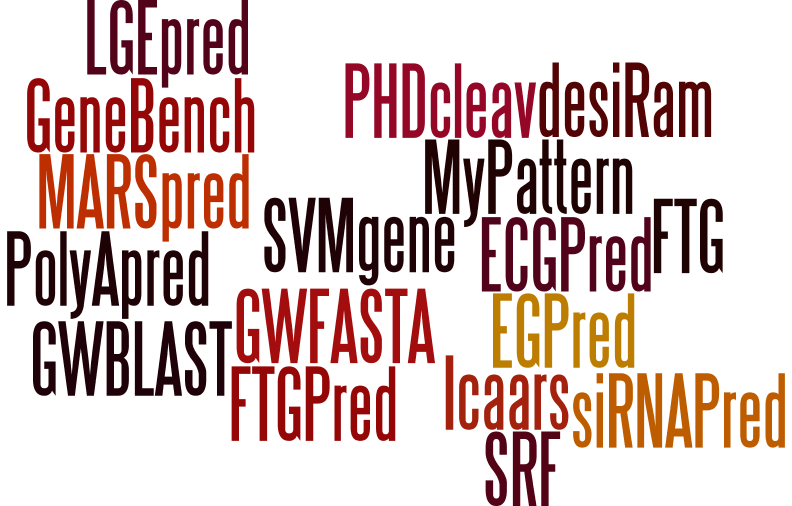 LGEpred
GeneBench
PHDcleav
desiRam
MARSpred
MyPattern
SVMgene
FTG
PolyApred
ECGPred
GWFASTA
EGPred
GWBLAST
FTGPred
Icaars
siRNAPred
SRF